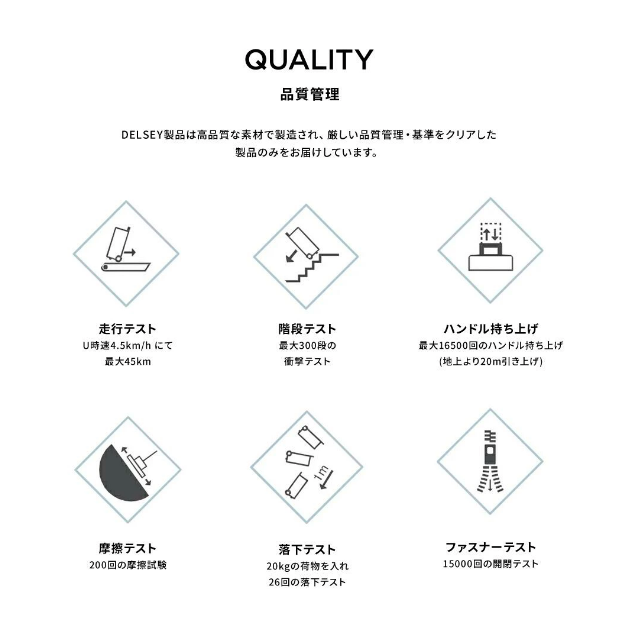 QUALITY
品質管理
DELSEY製品は高品質な素材で製造され、厳しい品質管理・基準をクリアした
製品のみをお届けしています。
走行テスト
U時速4.5km/h にて
最大45km
階段テスト
最大300段の
衝撃テスト
ハンドル持ち上げ
最大16500回のハンドル持ち上げ
(地上より20m引き上げ)
摩擦テスト
200回の摩擦試験
1m
落下テスト
20kgの荷物を入れ
26回の落下テスト
ファスナーテスト
15000回の開閉テスト